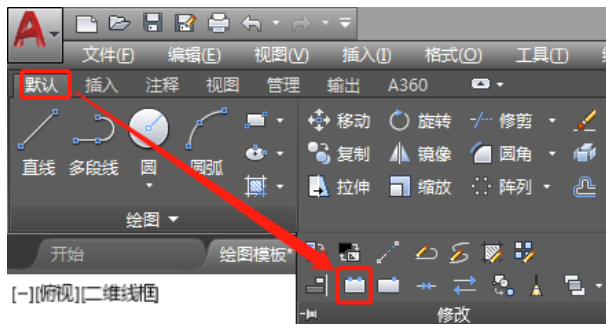 文件(F) 编辑(E) 视图(V) 插入(I) 格式(O) 工具(T)
默认 插入 注释 视图 管理 输出 A360
移动 旋转 修剪
直线 多段线 圆 圆弧 复制 镜像 圆角
拉伸 缩放 阵列
绘图
开始 绘图模板*
[-][俯视][二维线框]
修改